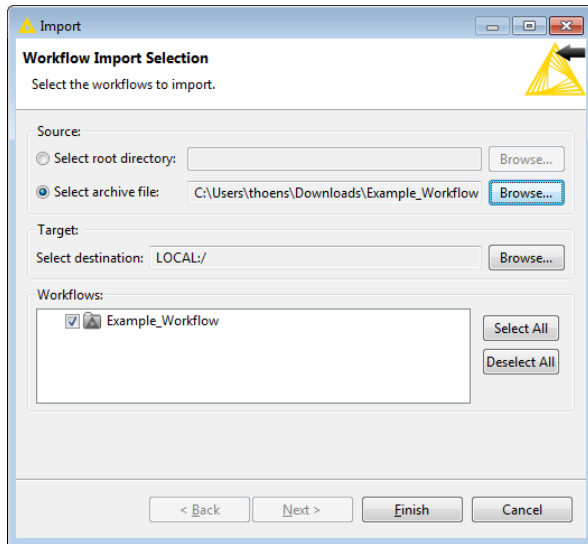 Import
Workflow Import Selection
Select the workflows to import.
Source:
Select root directory: Browse...
Select archive file: C:\Users\thoens\Downloads\Example_Workflow Browse...
Target:
Select destination: LOCAL:/ Browse...
Workflows:
Example_Workflow
Select All
Deselect All
< Back Next > Finish Cancel